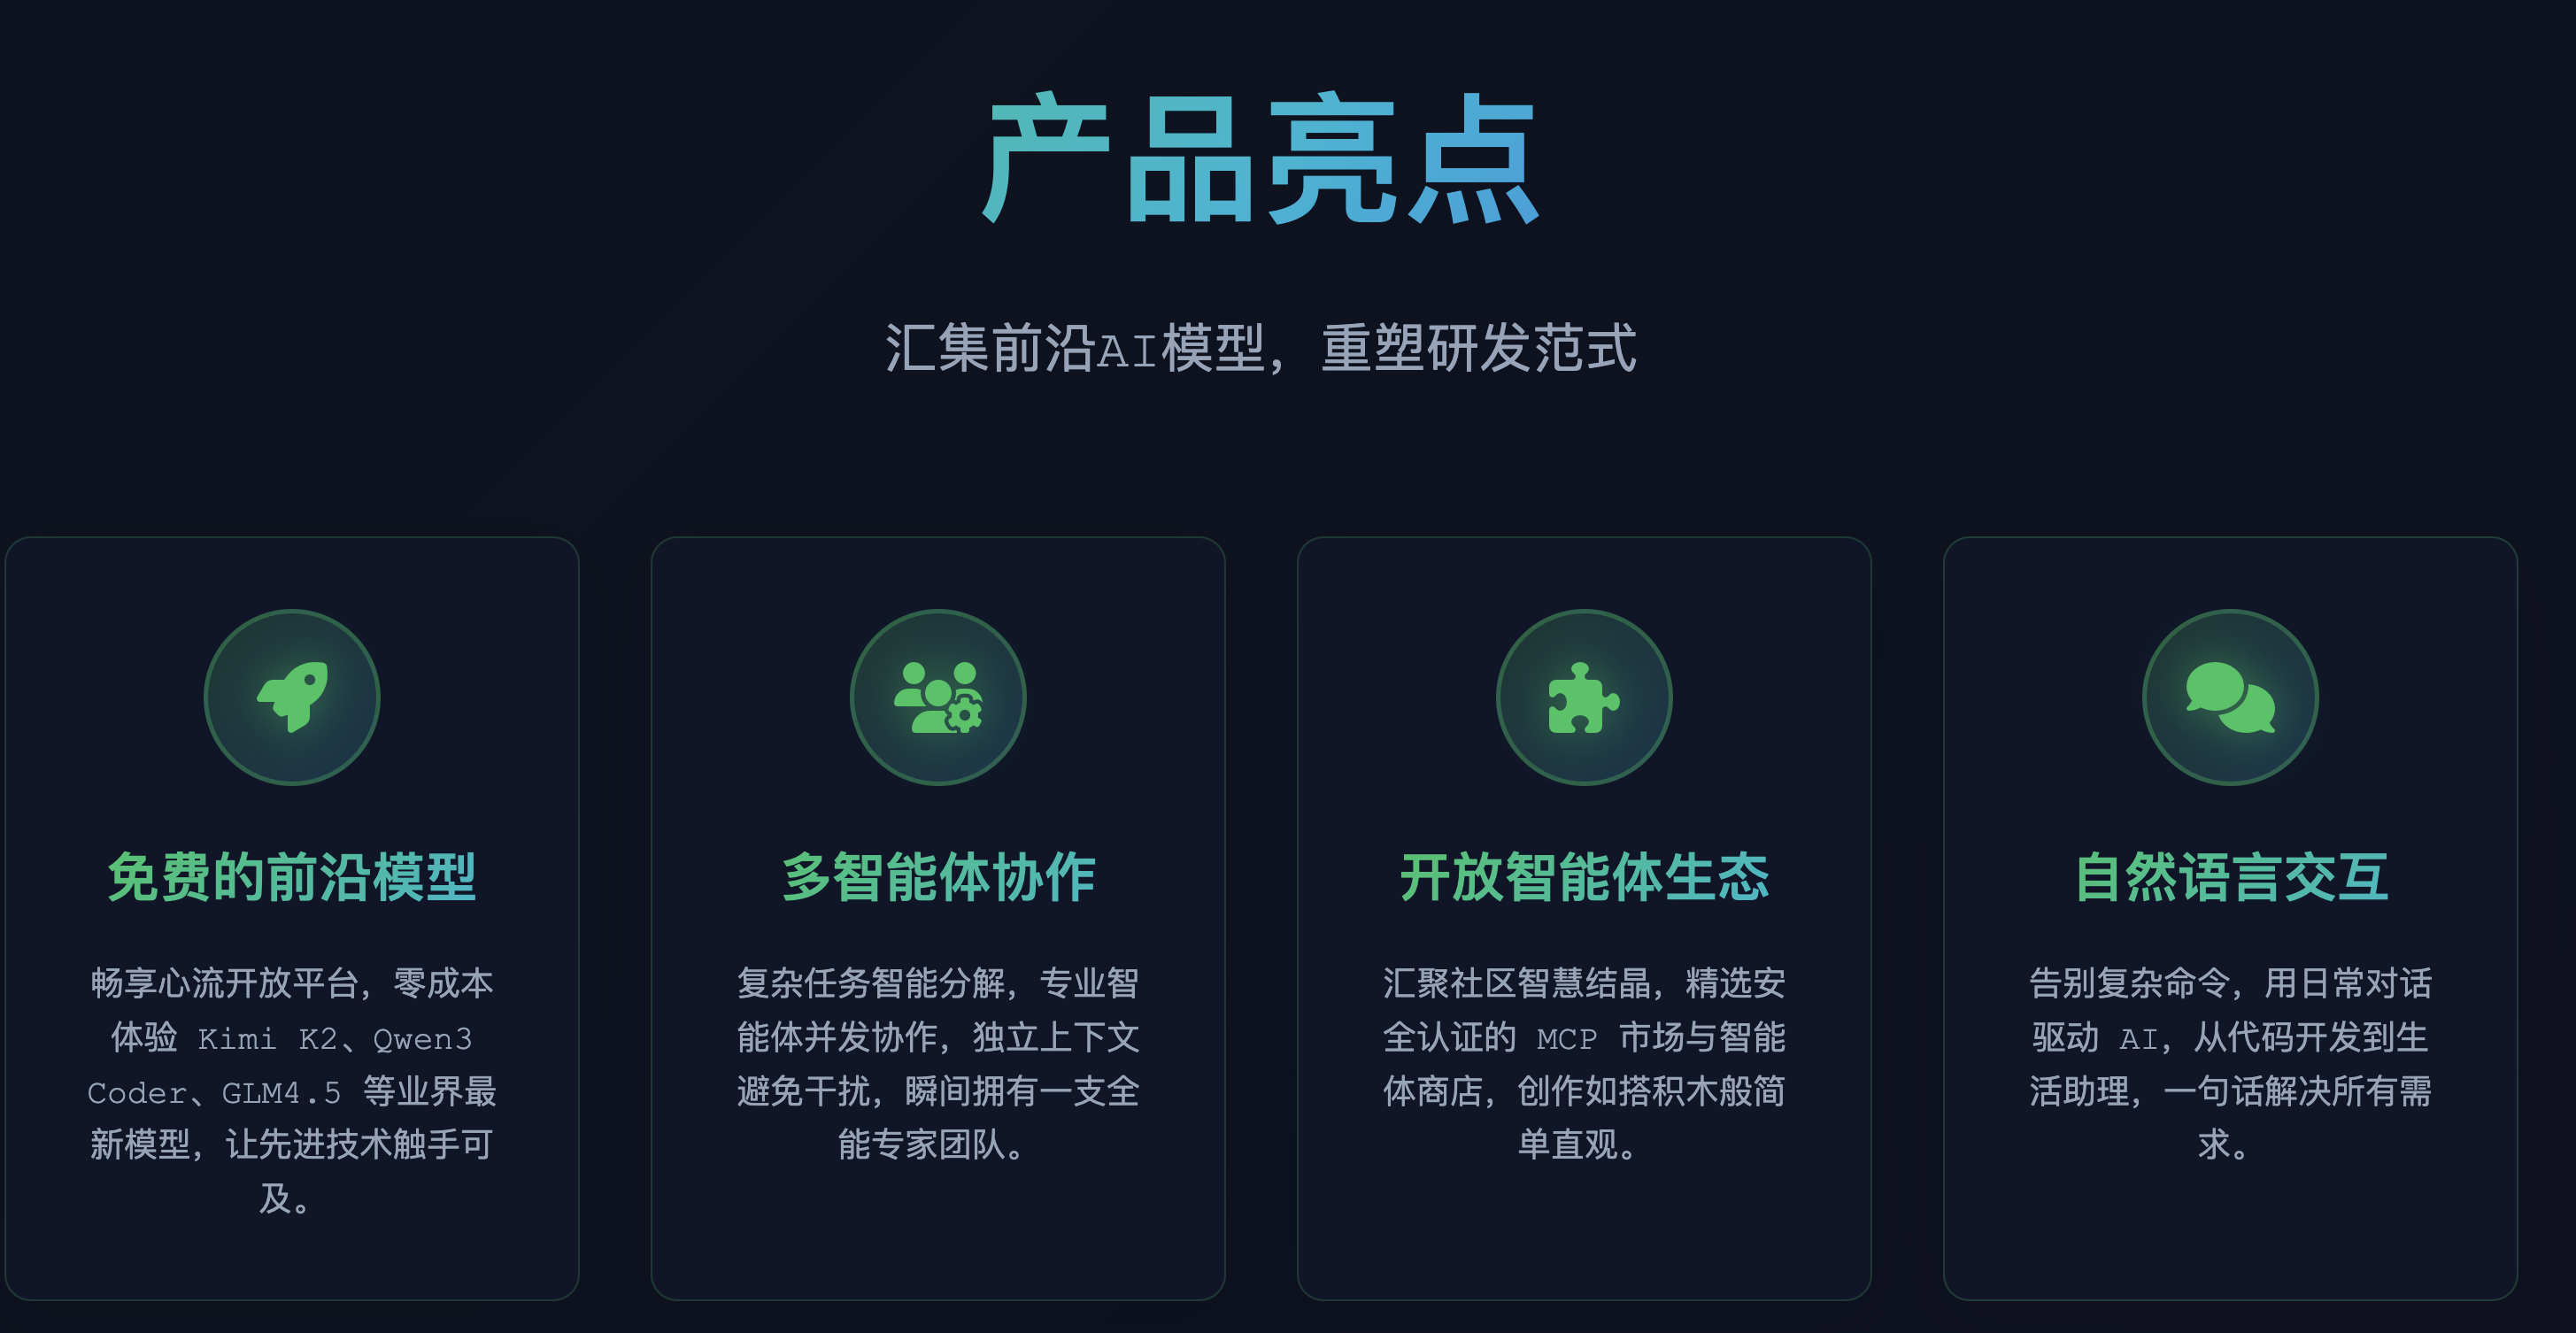 产品亮点
汇集前沿AI模型，重塑研发范式
免费的前沿模型
畅享心流开放平台，零成本
体验 Kimi K2、Qwen3
Coder、GLM4.5 等业界最
新模型，让先进技术触手可
及。
多智能体协作
复杂任务智能分解，专业智
能体并发协作，独立上下文
避免干扰，瞬间拥有一支全
能专家团队。
开放智能体生态
汇聚社区智慧结晶，精选安
全认证的 MCP 市场与智能
体商店，创作如搭积木般简
单直观。
自然语言交互
告别复杂命令，用日常对话
驱动 AI，从代码开发到生
活助理，一句话解决所有需
求。